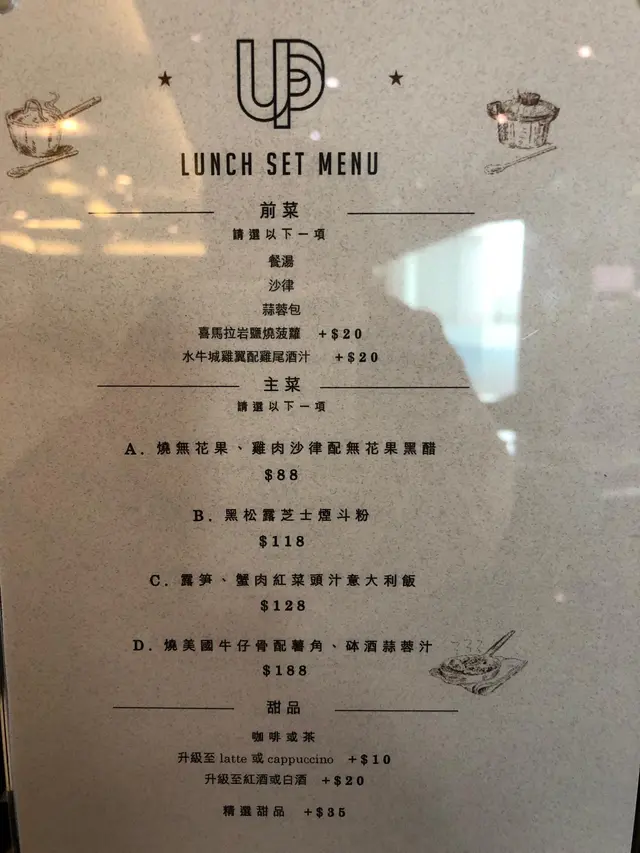 UP
LUNCH SET MENU
前菜
請選以下一項
餐湯
沙律
蒜蓉包
喜馬拉岩鹽燒菠蘿 +$20
水牛城雞翼配雞尾酒汁 +$20
主菜
請選以下一項
A. 燒無花果、雞肉沙律配無花果黑醋
$88
B. 黑松露芝士煙斗粉
$118
C. 露笋、蟹肉紅菜頭汁意大利飯
$128
D. 燒美國牛仔骨配薯角、砵酒蒜蓉汁
$188
甜品
咖啡或茶
升級至 latte 或 cappuccino +$10
升級至紅酒或白酒 +$20
精選甜品 +$35